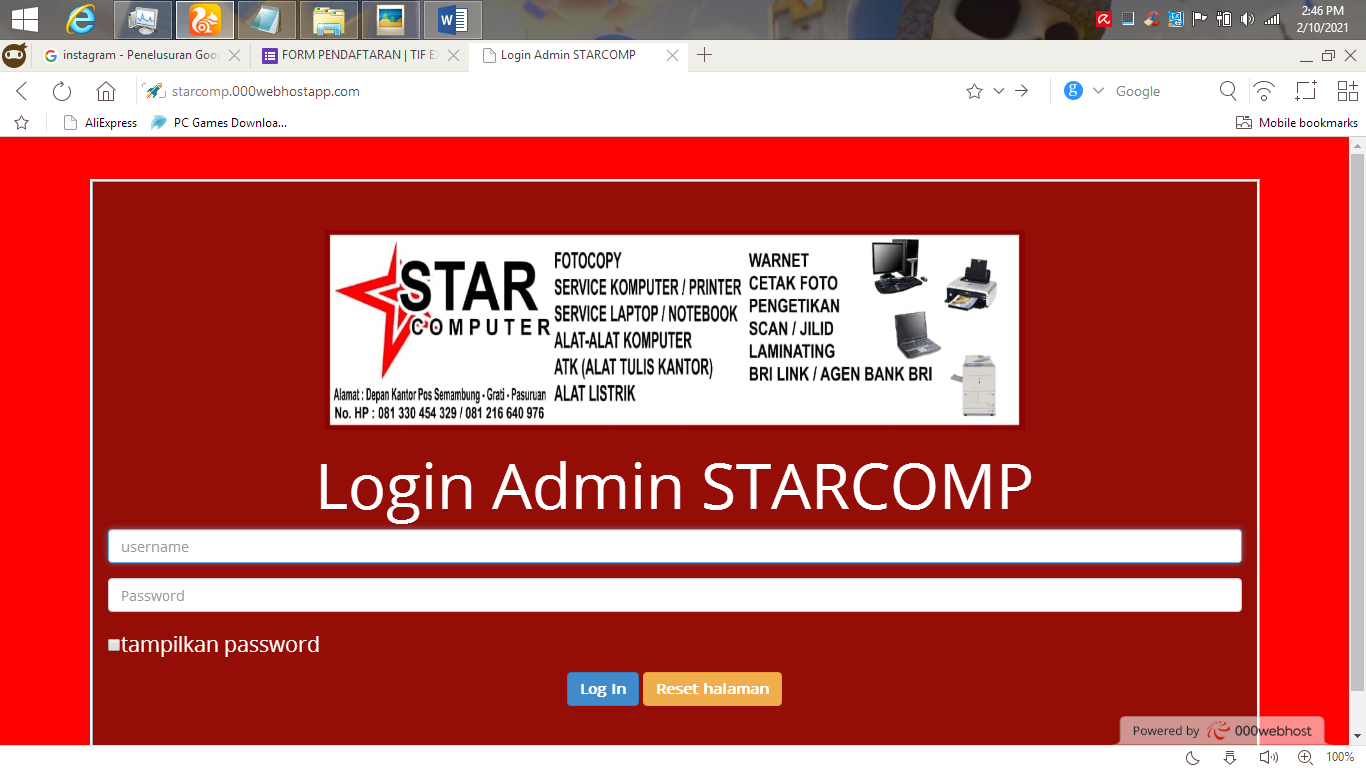 2:46 PM
2/10/2021
instagram - Penelusuran Goo
FORM PENDAFTARAN | TIF E
Login Admin STARCOMP
starcomp.000webhostapp.com
Google
AliExpress
PC Games Downloa...
Mobile bookmarks
STAR
COMPUTER
Alamat : Depan Kantor Pos Semambung - Grati - Pasuruan
No. HP : 081 330 454 329 / 081 216 640 976
FOTOCOPY
SERVICE KOMPUTER / PRINTER
SERVICE LAPTOP / NOTEBOOK
ALAT-ALAT KOMPUTER
ATK (ALAT TULIS KANTOR)
ALAT LISTRIK
WARNET
CETAK FOTO
PENGETIKAN
SCAN / JILID
LAMINATING
BRI LINK / AGEN BANK BRI
Login Admin STARCOMP
username
Password
tampilkan password
Log In
Reset halaman
Powered by 000webhost
100%